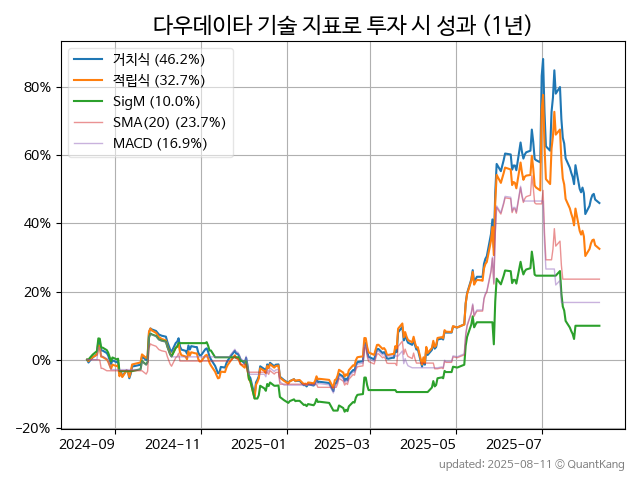 다우데이타 기술 지표로 투자 시 성과 (1년)
거치식 (46.2%)
적립식 (32.7%)
SigM (10.0%)
SMA(20) (23.7%)
MACD (16.9%)
80%
60%
40%
20%
0%
−20%
2024−09 2024−11 2025−01 2025−03 2025−05 2025−07
updated: 2025-08-11 © QuantKang